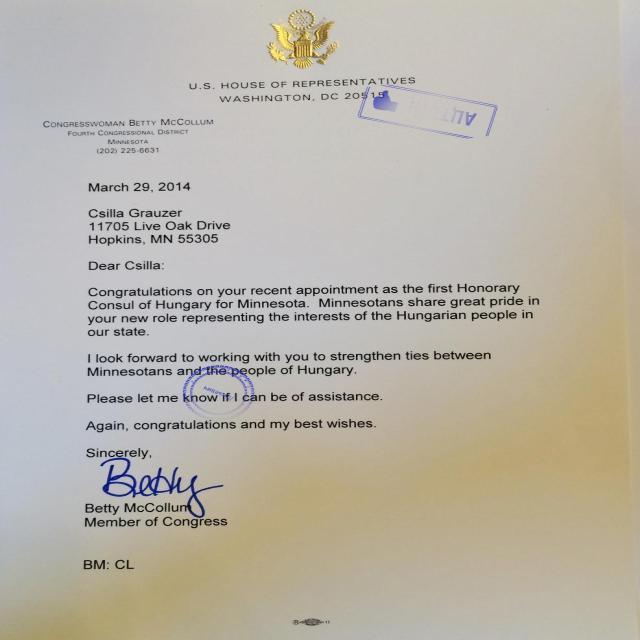 U.S. HOUSE OF REPRESENTATIVES
WASHINGTON, DC 20515
CONGRESSWOMAN BETTY MCCOLLUM
FOURTH CONGRESSIONAL DISTRICT
MINNESOTA
(202) 225-6631
March 29, 2014
Csilla Grauzer
11705 Live Oak Drive
Hopkins, MN 55305
Dear Csilla:
Congratulations on your recent appointment as the first Honorary
Consul of Hungary for Minnesota. Minnesotans share great pride in
your new role representing the interests of the Hungarian people in
our state.
I look forward to working with you to strengthen ties between
Minnesotans and the people of Hungary.
Please let me know if I can be of assistance.
Again, congratulations and my best wishes.
Sincerely,
Betty
Betty McCollum
Member of Congress
BM: CL